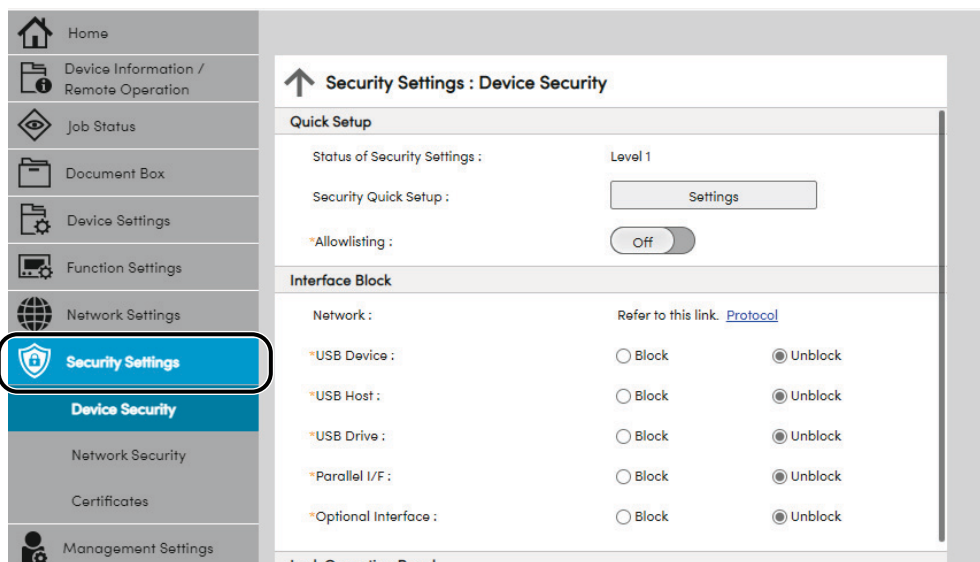 Home
Device Information /
Remote Operation
Job Status
Document Box
Device Settings
Function Settings
Network Settings
Security Settings
Device Security
Network Security
Certificates
Management Settings
Security Settings : Device Security
Quick Setup
Status of Security Settings : Level 1
Security Quick Setup : Settings
*Allowlisting : Off
Interface Block
Network : Refer to this link. Protocol
*USB Device : Block Unblock
*USB Host : Block Unblock
*USB Drive : Block Unblock
*Parallel I/F : Block Unblock
*Optional Interface : Block Unblock